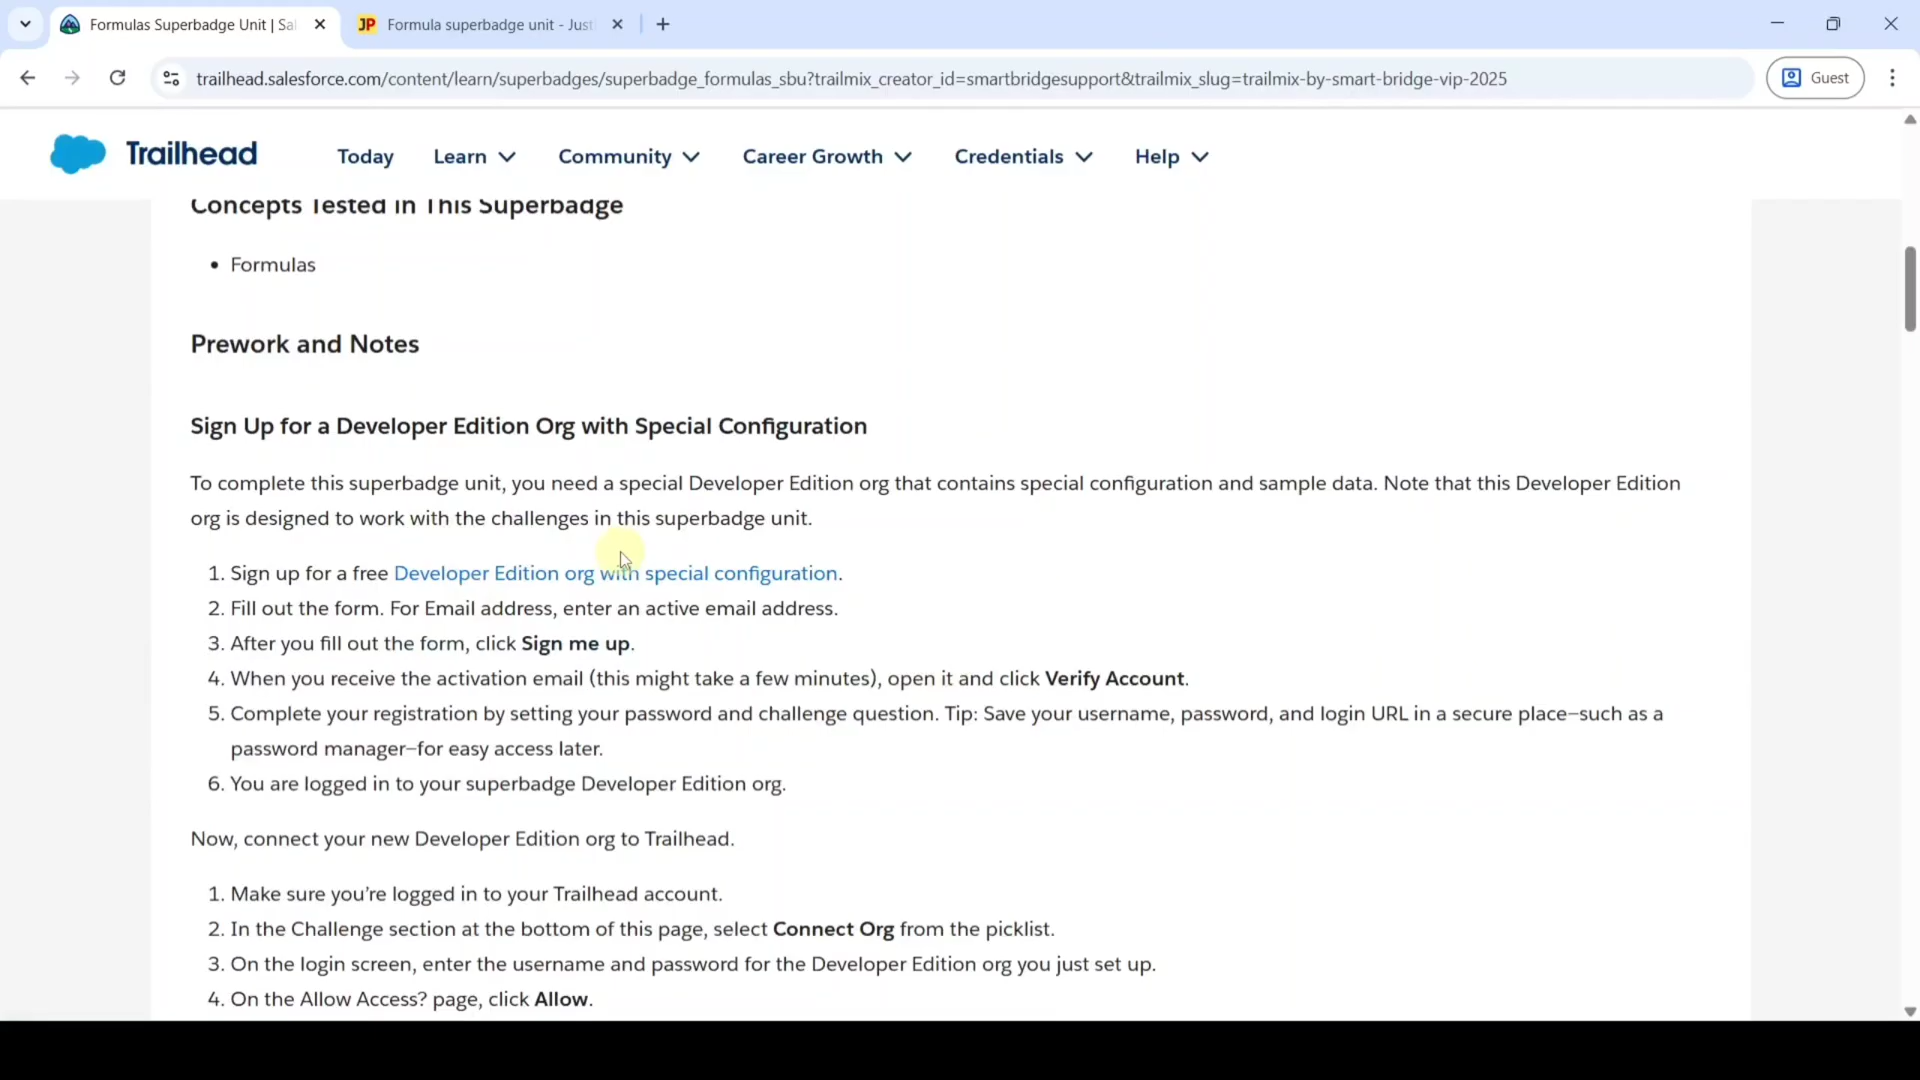 Formulas Superbadge Unit | Sal
JP Formula superbadge unit - Just
trailhead.salesforce.com/content/learn/superbadges/superbadge_formulas_sbu?trailmix_creator_id=smartbridgesupport&trailmix_slug=trailmix-by-smart-bridge-vip-2025
Guest
Trailhead
Today
Learn
Community
Career Growth
Credentials
Help
Concepts Tested in This Superbadge
• Formulas
Prework and Notes
Sign Up for a Developer Edition Org with Special Configuration
To complete this superbadge unit, you need a special Developer Edition org that contains special configuration and sample data. Note that this Developer Edition
org is designed to work with the challenges in this superbadge unit.
1. Sign up for a free Developer Edition org with special configuration.
2. Fill out the form. For Email address, enter an active email address.
3. After you fill out the form, click Sign me up.
4. When you receive the activation email (this might take a few minutes), open it and click Verify Account.
5. Complete your registration by setting your password and challenge question. Tip: Save your username, password, and login URL in a secure place—such as a
password manager—for easy access later.
6. You are logged in to your superbadge Developer Edition org.
Now, connect your new Developer Edition org to Trailhead.
1. Make sure you're logged in to your Trailhead account.
2. In the Challenge section at the bottom of this page, select Connect Org from the picklist.
3. On the login screen, enter the username and password for the Developer Edition org you just set up.
4. On the Allow Access? page, click Allow.